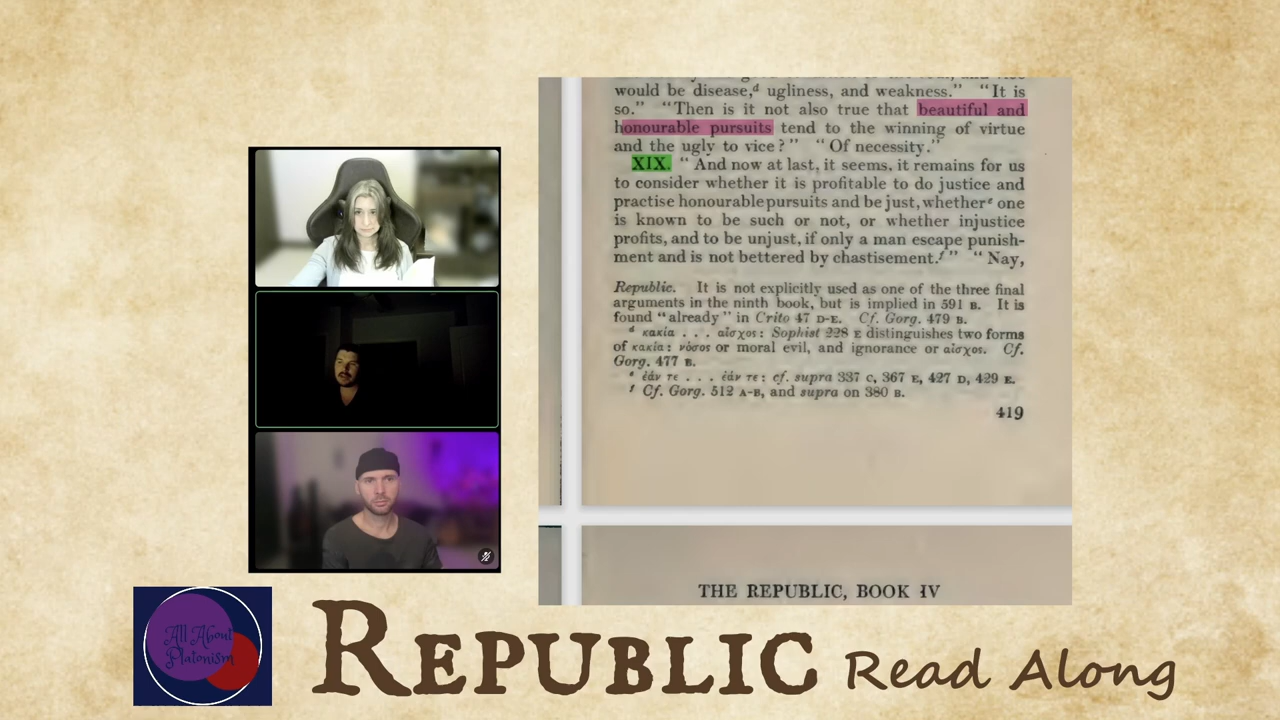 would be disease,ᵈ ugliness, and weakness.” “It is
so.” “Then is it not also true that beautiful and
honourable pursuits tend to the winning of virtue
and the ugly to vice?” “Of necessity.”
XIX. “And now at last, it seems, it remains for us
to consider whether it is profitable to do justice and
practise honourable pursuits and be just, whetherᵉ one
is known to be such or not, or whether injustice
profits, and to be unjust, if only a man escape punish-
ment and is not bettered by chastisement.ᶠ” “Nay,
Republic. It is not explicitly used as one of the three final
arguments in the ninth book, but is implied in 591 B. It is
found “already” in Crito 47 D-E. Cf. Gorg. 479 B.
ᵈ κακία . . . αἶσχος: Sophist 228 E distinguishes two forms
of κακία: νόσος or moral evil, and ignorance or αἶσχος. Cf.
Gorg. 477 B.
ᵉ ἐάν τε . . . ἐάν τε: cf. supra 337 C, 367 E, 427 D, 429 E.
ᶠ Cf. Gorg. 512 A-B, and supra on 380 B.
419
THE REPUBLIC, BOOK IV
All About
Platonism
REPUBLIC Read Along